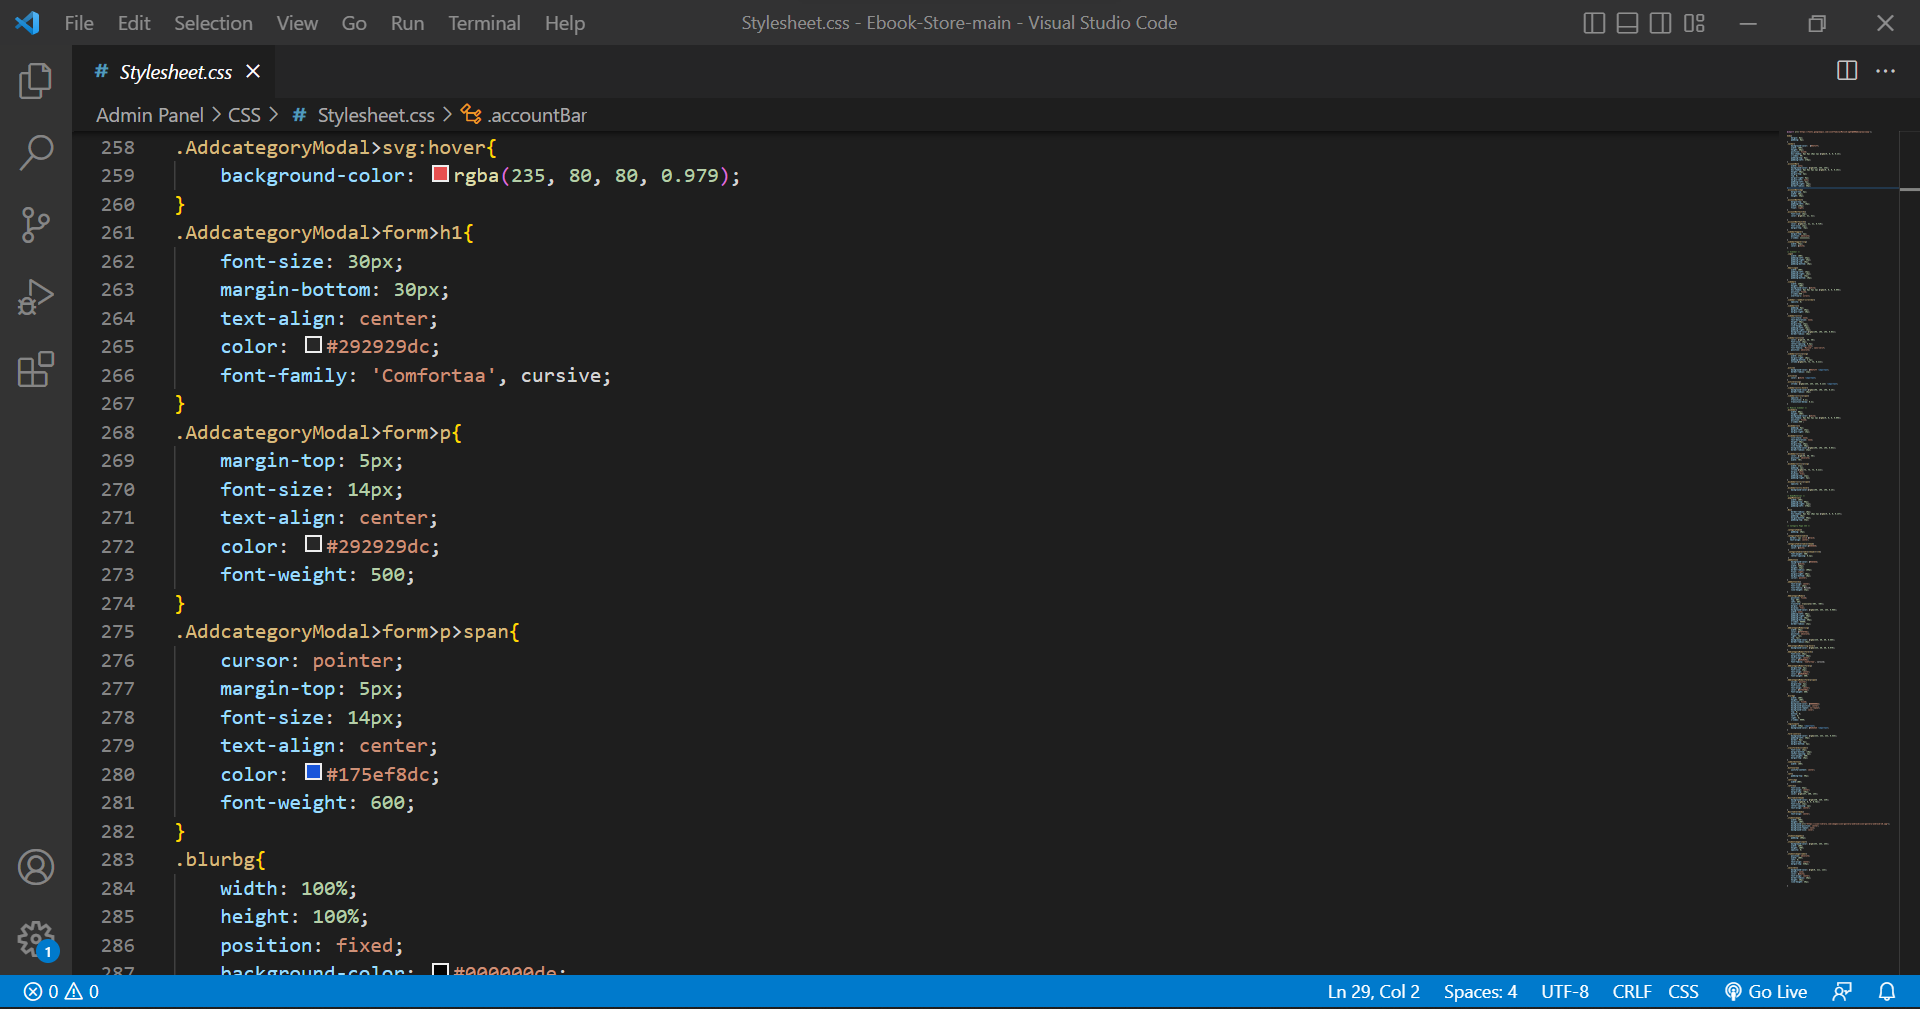 File Edit Selection View Go Run Terminal Help
Stylesheet.css - Ebook-Store-main - Visual Studio Code
# Stylesheet.css
Admin Panel > CSS > # Stylesheet.css > .accountBar
258 .AddcategoryModal>svg:hover{
259 background-color: rgba(235, 80, 80, 0.979);
260 }
261 .AddcategoryModal>form>h1{
262 font-size: 30px;
263 margin-bottom: 30px;
264 text-align: center;
265 color: #292929dc;
266 font-family: 'Comfortaa', cursive;
267 }
268 .AddcategoryModal>form>p{
269 margin-top: 5px;
270 font-size: 14px;
271 text-align: center;
272 color: #292929dc;
273 font-weight: 500;
274 }
275 .AddcategoryModal>form>p>span{
276 cursor: pointer;
277 margin-top: 5px;
278 font-size: 14px;
279 text-align: center;
280 color: #175ef8dc;
281 font-weight: 600;
282 }
283 .blurbg{
284 width: 100%;
285 height: 100%;
286 position: fixed;
287 background-color: #000000de;
1
0 0
Ln 29, Col 2 Spaces: 4 UTF-8 CRLF CSS Go Live